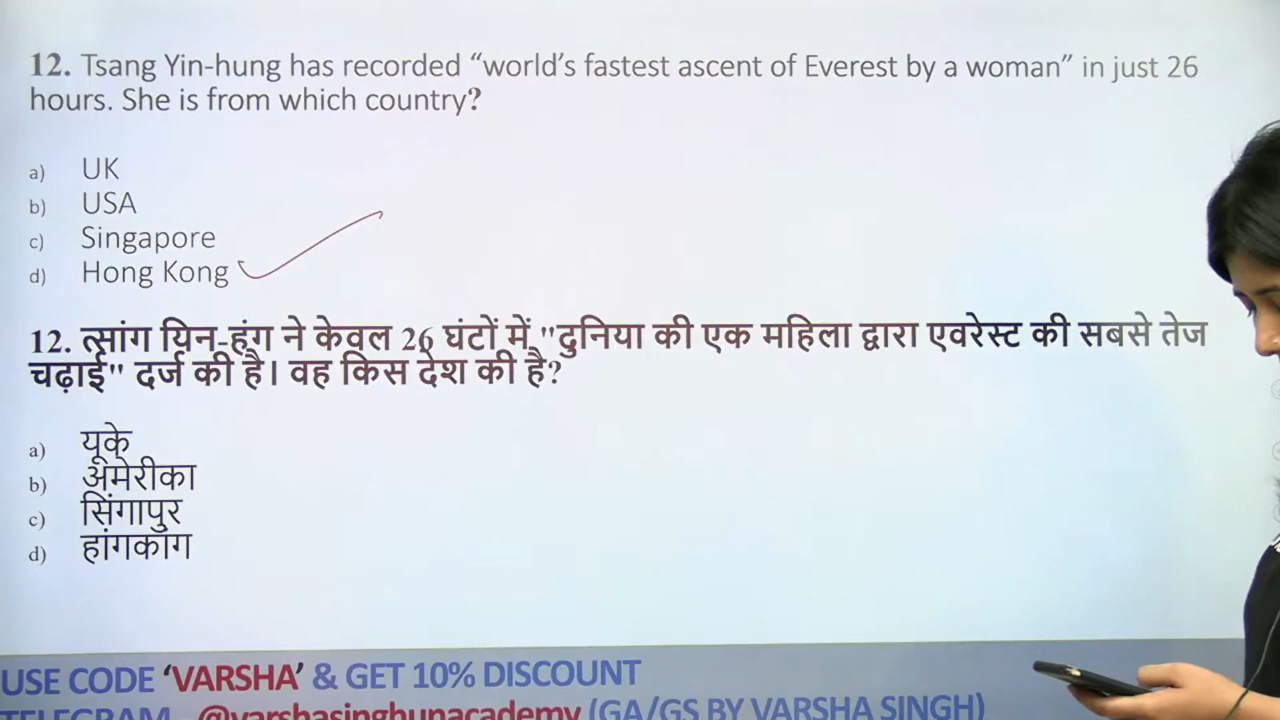 12. Tsang Yin-hung has recorded “world’s fastest ascent of Everest by a woman” in just 26
hours. She is from which country?
a) UK
b) USA
c) Singapore
d) Hong Kong
12. त्सांग यिन-हंग ने केवल 26 घंटों में "दुनिया की एक महिला द्वारा एवरेस्ट की सबसे तेज
चढ़ाई" दर्ज की है। वह किस देश की है?
a) यूके
b) अमेरीका
c) सिंगापुर
d) हांगकांग
USE CODE ‘VARSHA’ & GET 10% DISCOUNT
TELEGRAM - @varshasinghunacademy (GA/GS BY VARSHA SINGH)